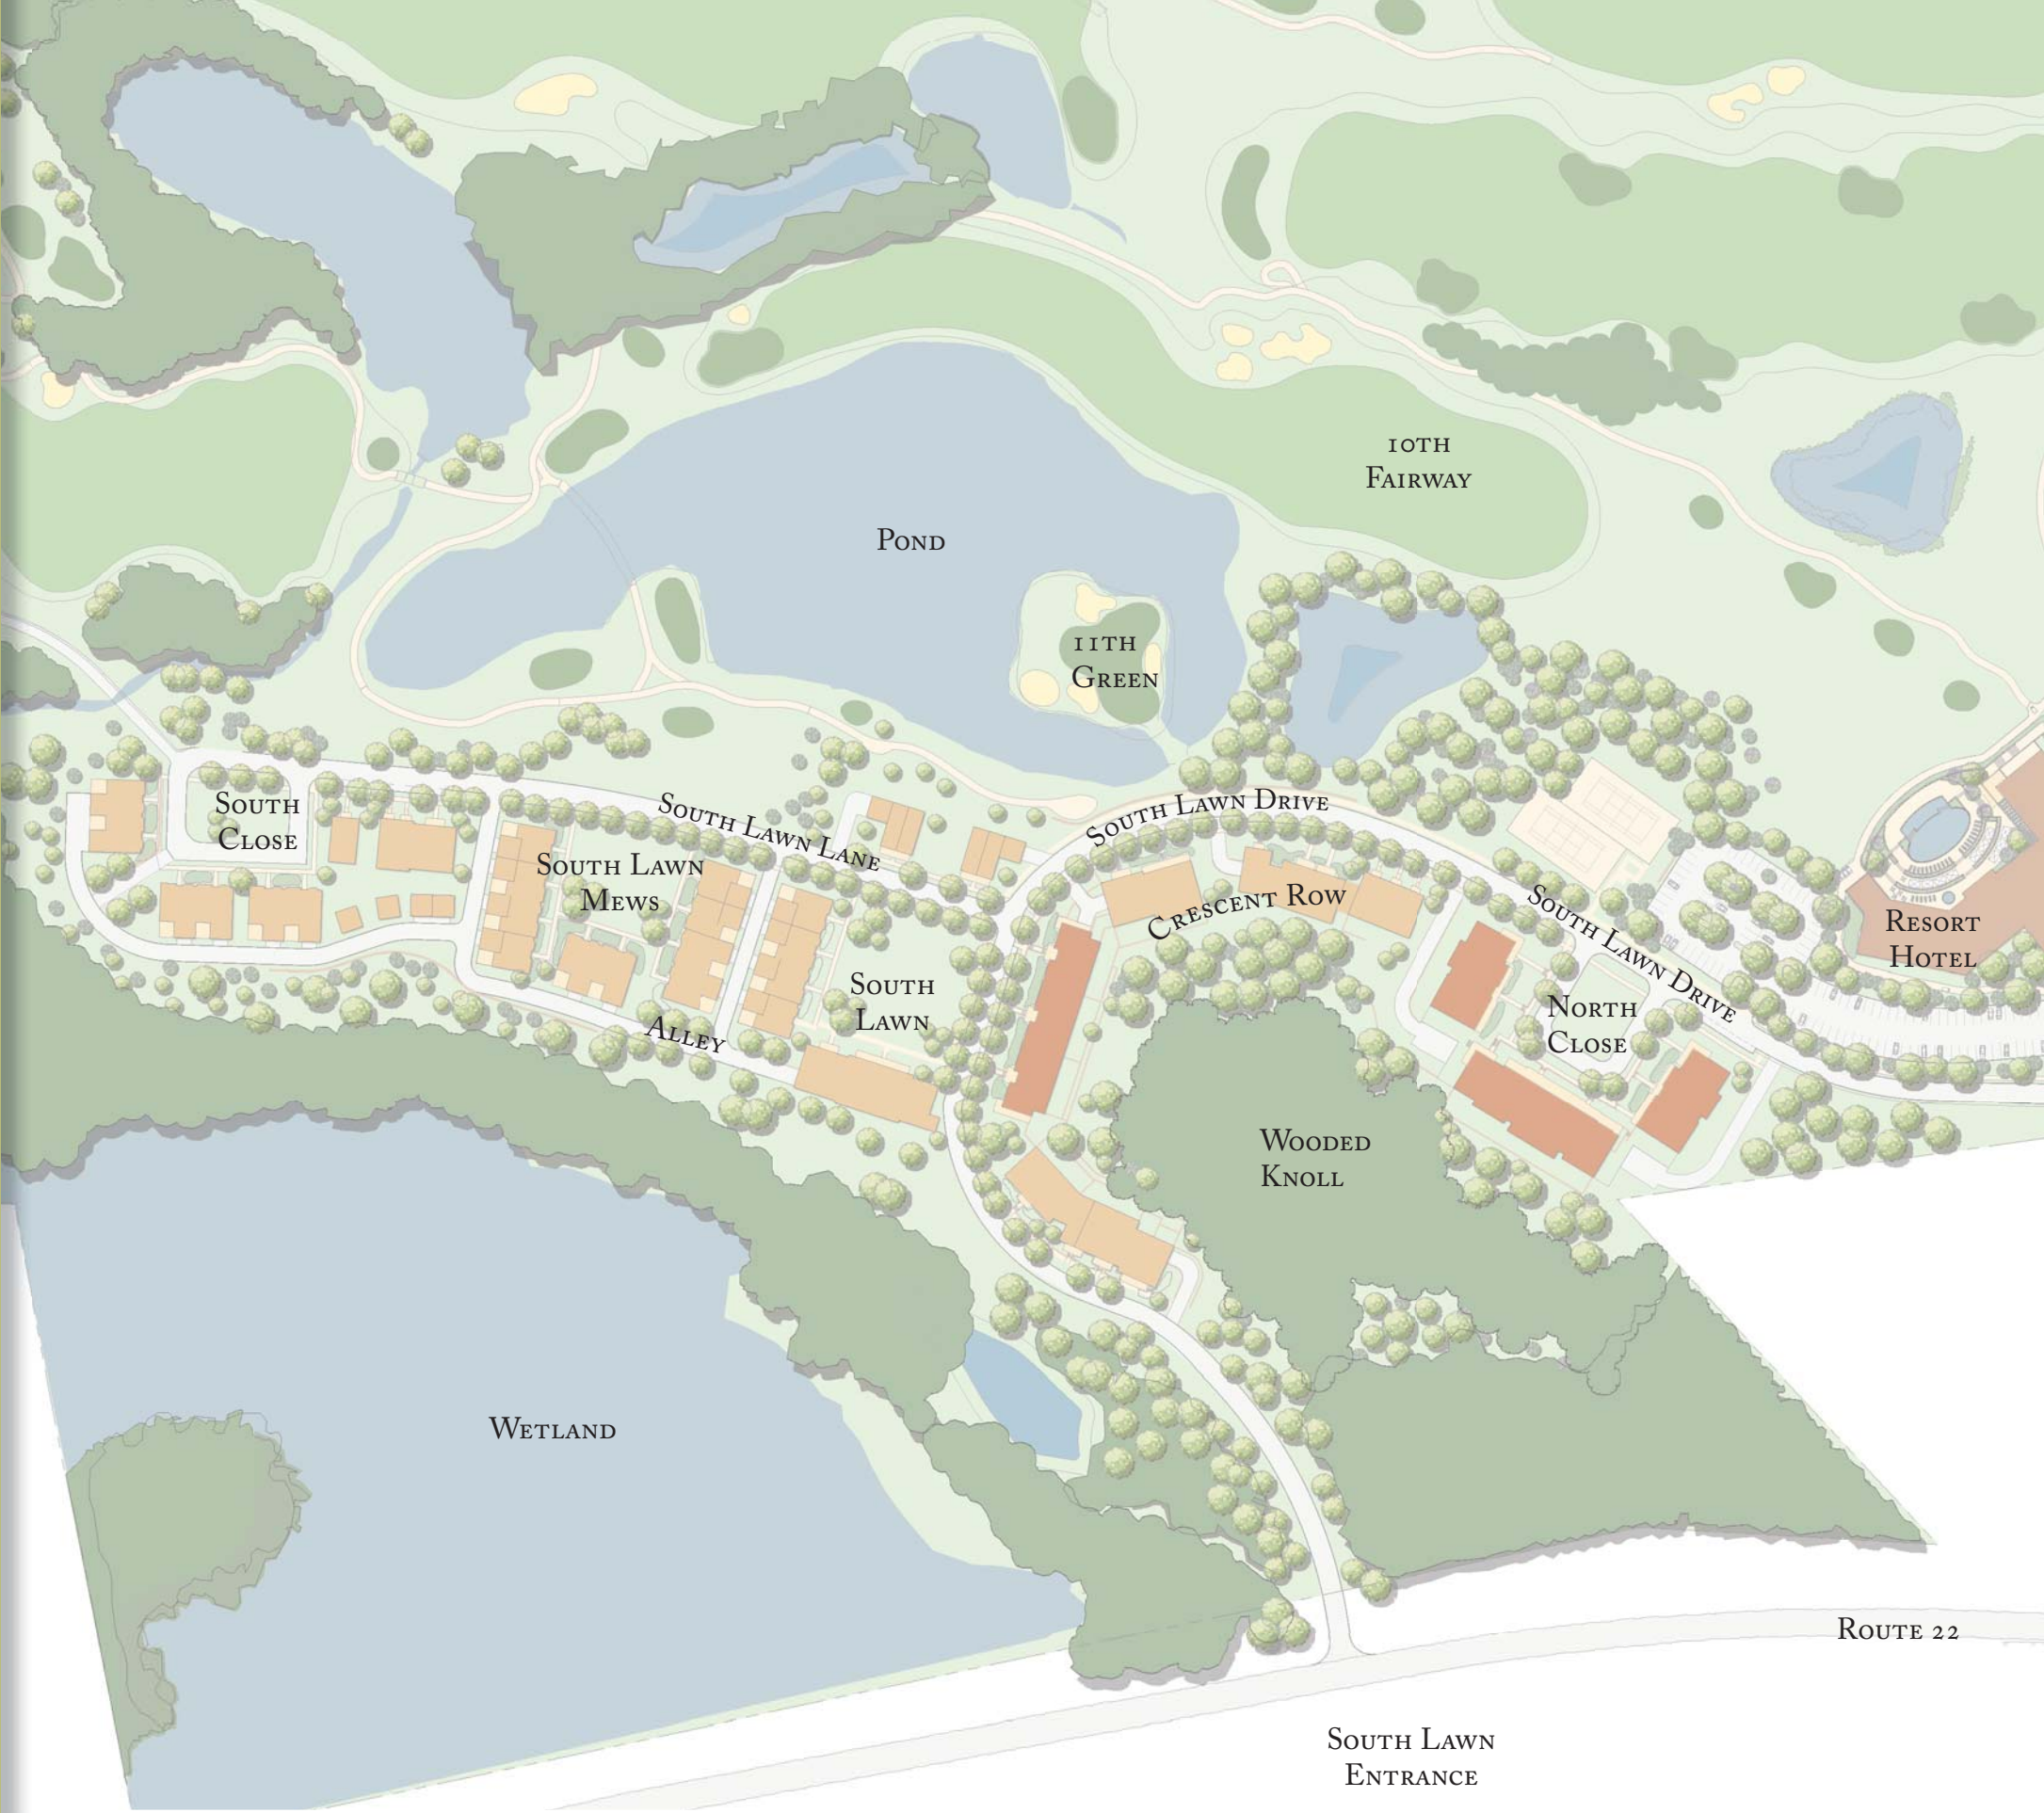 10th
Fairway
Pond
11th
Green
South
Close
South Lawn Lane
South Lawn Drive
South Lawn
Mews
Crescent Row
South Lawn Drive
Resort
Hotel
South
Lawn
North
Close
Alley
Wooded
Knoll
Wetland
Route 22
South Lawn
Entrance